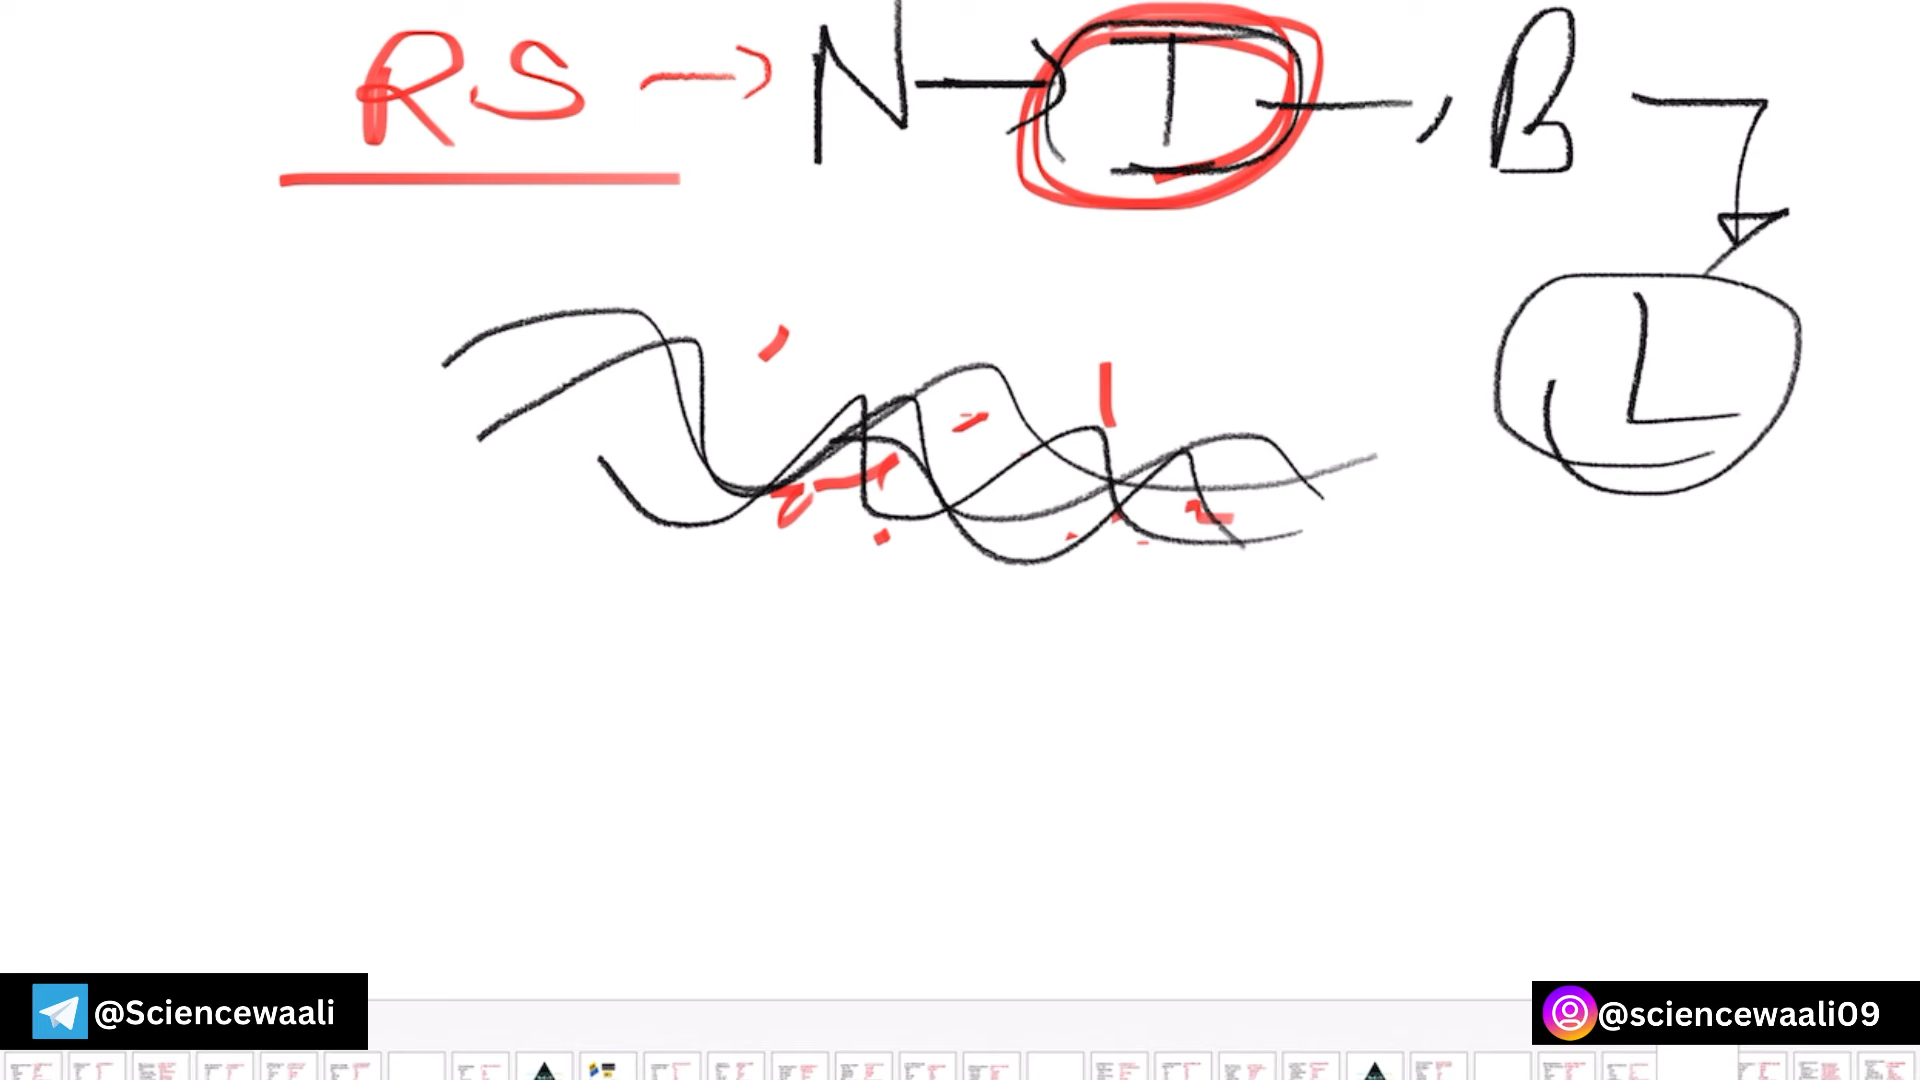 RS → N → I → B
L
@Sciencewaali
@sciencewaali09